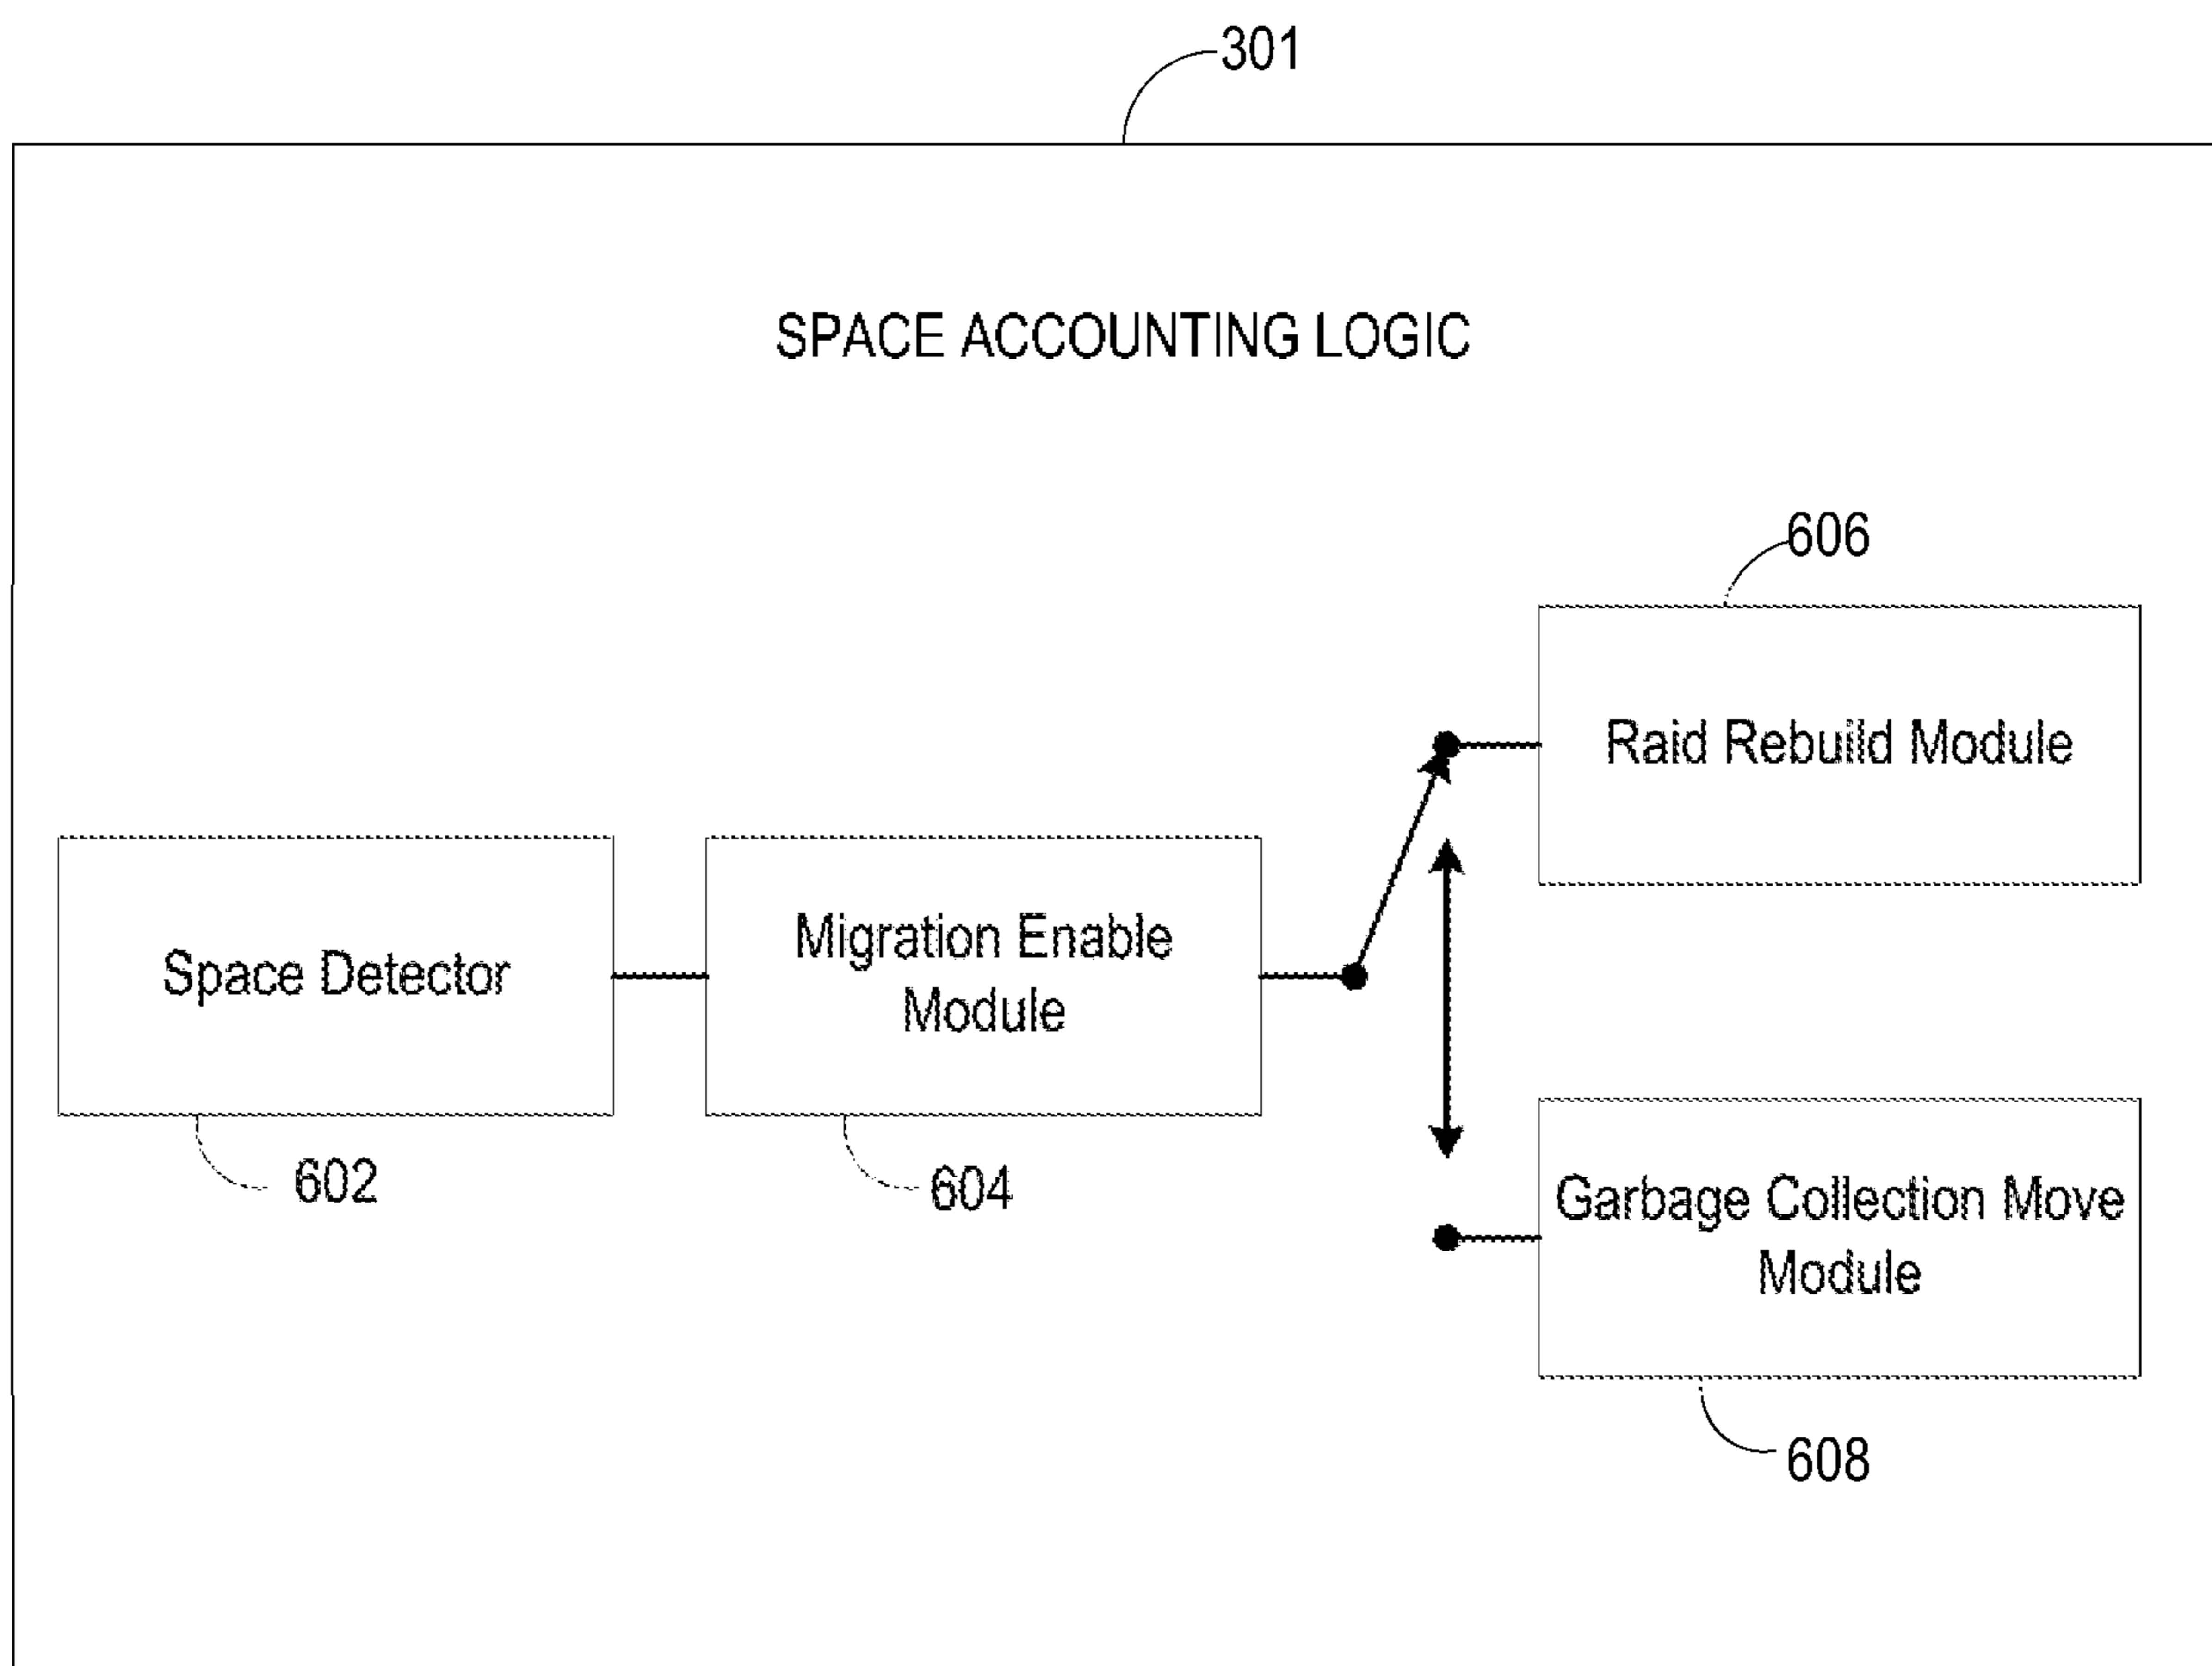 301
SPACE ACCOUNTING LOGIC
606
Raid Rebuild Module
Space Detector
Migration Enable
Module
602
604
Garbage Collection Move
Module
608